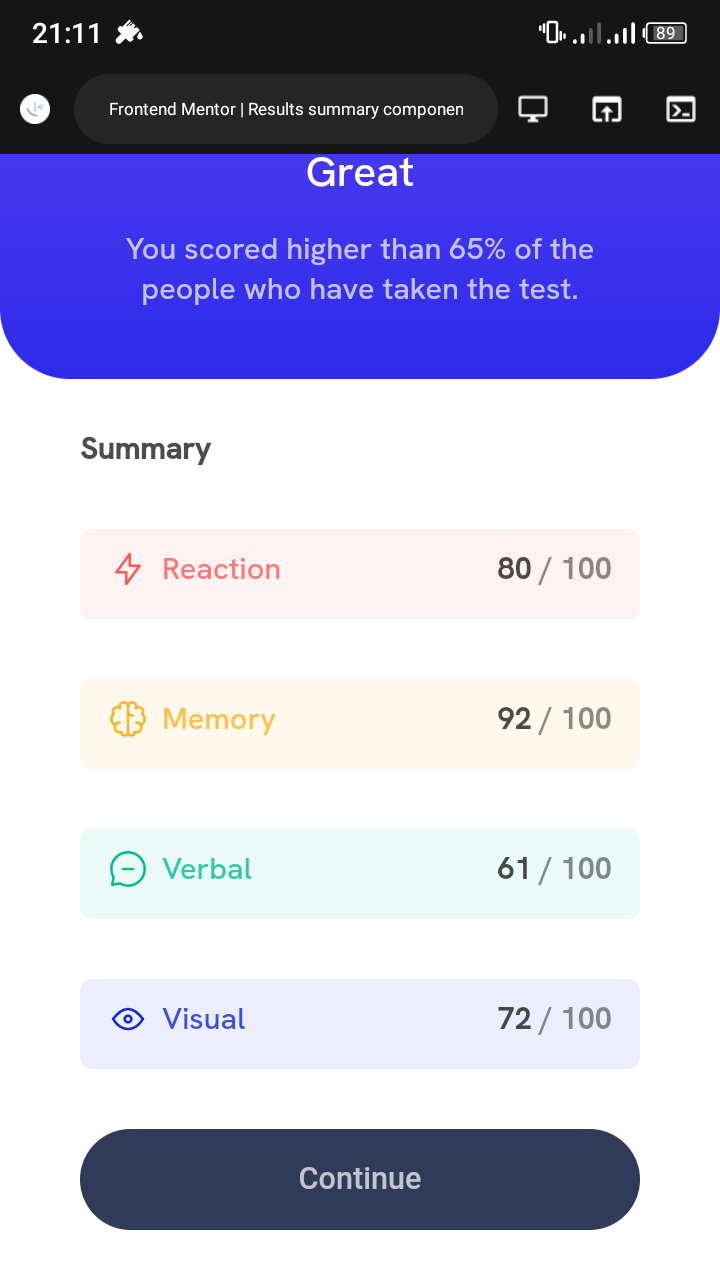 21:11
89
Frontend Mentor | Results summary componen
Great
You scored higher than 65% of the
people who have taken the test.
Summary
Reaction 80 / 100
Memory 92 / 100
Verbal 61 / 100
Visual 72 / 100
Continue